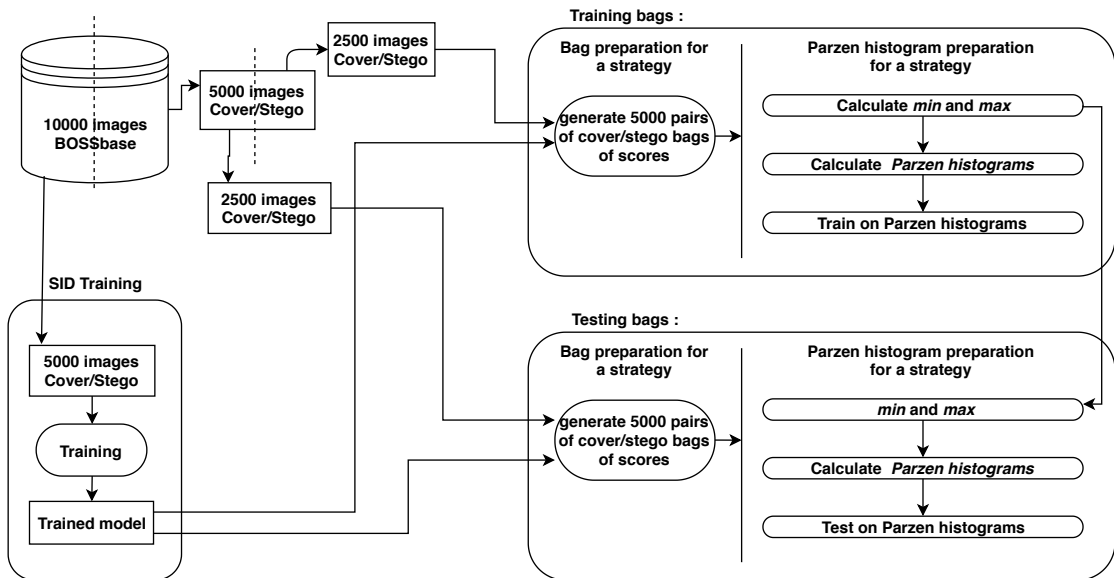 10000 images
BOSSbase
5000 images
Cover/Stego
2500 images
Cover/Stego
2500 images
Cover/Stego
SID Training
5000 images
Cover/Stego
Training
Trained model
Training bags :
Bag preparation for
a strategy
generate 5000 pairs
of cover/stego bags
of scores
Parzen histogram preparation
for a strategy
Calculate min and max
Calculate Parzen histograms
Train on Parzen histograms
Testing bags :
Bag preparation for
a strategy
generate 5000 pairs
of cover/stego bags
of scores
Parzen histogram preparation
for a strategy
min and max
Calculate Parzen histograms
Test on Parzen histograms